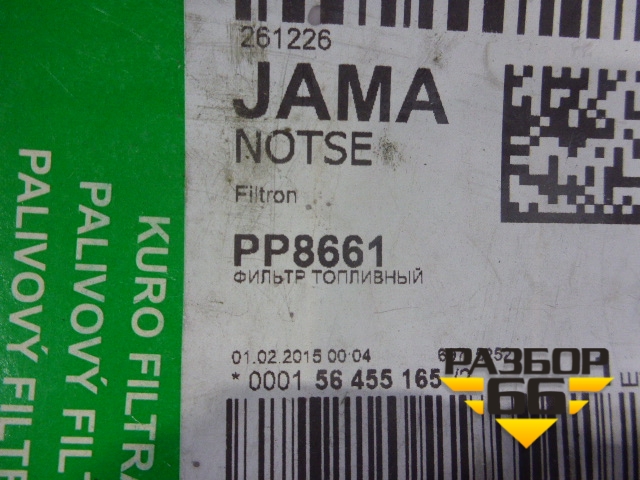 261226
JAMA
NOTSE
Filtron
PP8661
ФИЛЬТР ТОПЛИВНЫЙ
01.02.2015 00:04
* 0001 56 455 165
РАЗБОР
66
KURO FILTRA
PALIVOVÝ FILT
PALIVOVÝ FIL